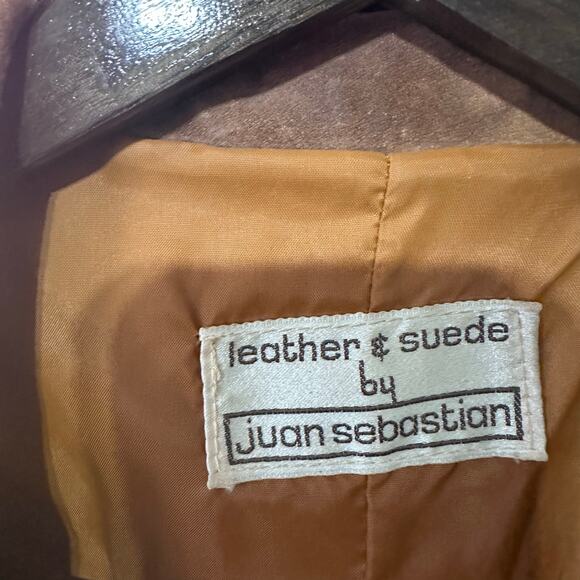 leather & suede
by
juan sebastian